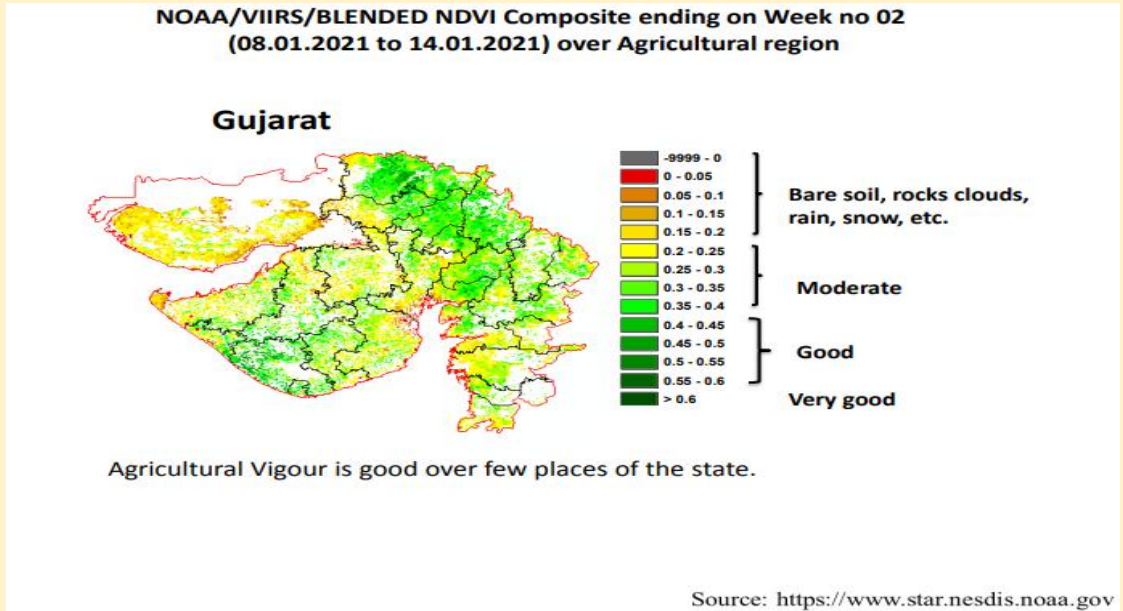 NOAA/VIIRS/BLENDED NDVI Composite ending on Week no 02
(08.01.2021 to 14.01.2021) over Agricultural region
Gujarat
-9999 - 0
0 - 0.05
0.05 - 0.1
0.1 - 0.15
0.15 - 0.2
0.2 - 0.25
0.25 - 0.3
0.3 - 0.35
0.35 - 0.4
0.4 - 0.45
0.45 - 0.5
0.5 - 0.55
0.55 - 0.6
> 0.6
Bare soil, rocks clouds,
rain, snow, etc.
Moderate
Good
Very good
Agricultural Vigour is good over few places of the state.
Source: https://www.star.nesdis.noaa.gov